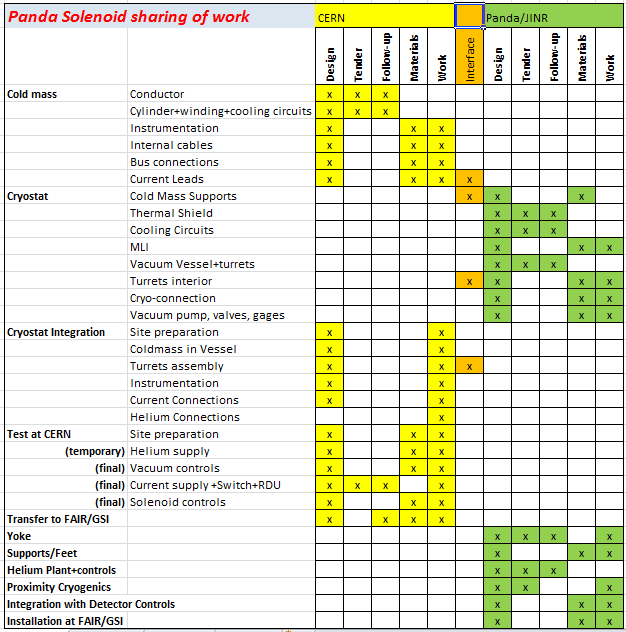 Panda Solenoid sharing of work CERN Panda/JINR
Design Tender Follow-up Materials Work Interface Design Tender Follow-up Materials Work
Cold mass Conductor x x x
Cylinder+winding+cooling circuits x x x
Instrumentation x x x
Internal cables x x x
Bus connections x x x
Current Leads x x x x
Cryostat Cold Mass Supports x x x
Thermal Shield x x x
Cooling Circuits x x x
MLI x x x
Vacuum Vessel+turrets x x x
Turrets interior x x x x
Cryo-connection x x x
Vacuum pump, valves, gages x x x
Cryostat Integration Site preparation x x
Coldmass in Vessel x x
Turrets assembly x x x
Instrumentation x x
Current Connections x x
Helium Connections x
Test at CERN Site preparation x x x
(temporary) Helium supply x x x
(final) Vacuum controls x x x
(final) Current supply +Switch+RDU x x x x
(final) Solenoid controls x x x
Transfer to FAIR/GSI x x x x
Yoke x x x x
Supports/Feet x x x
Helium Plant+controls x x x
Proximity Cryogenics x x x
Integration with Detector Controls x x x
Installation at FAIR/GSI x x x